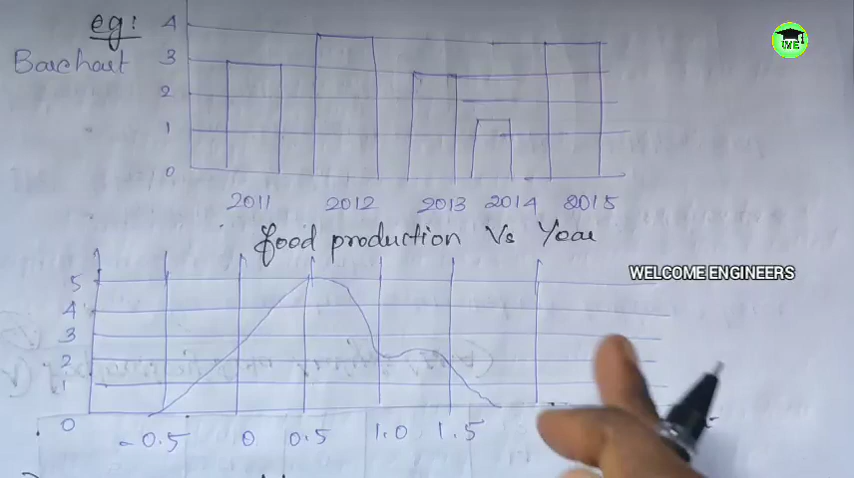 eg:
IME
Barchart
4
3
2
1
0
2011 2012 2013 2014 2015
food production Vs Year
WELCOME ENGINEERS
5
4
3
2
1
0
-0.5 0 0.5 1.0 1.5